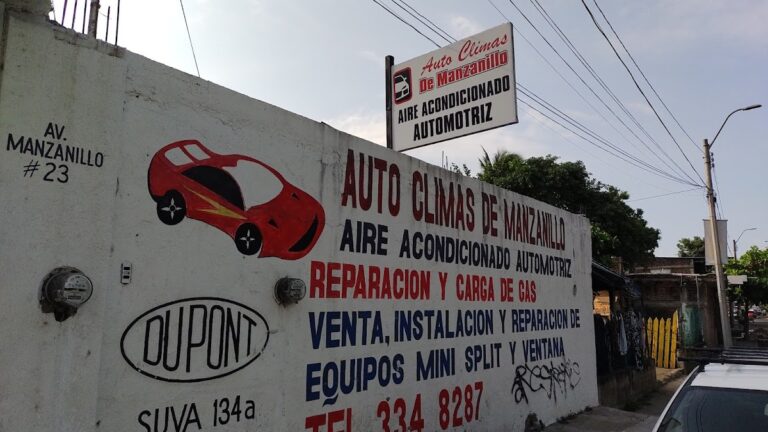 Auto Climas
De Manzanillo
AIRE ACONDICIONADO
AUTOMOTRIZ
AV.
MANZANILLO
# 23
AUTO CLIMAS DE MANZANILLO
AIRE ACONDICIONADO AUTOMOTRIZ
REPARACION Y CARGA DE GAS
VENTA, INSTALACION Y REPARACION DE
EQUIPOS MINI SPLIT Y VENTANA
TEL 334 8287
DUPONT
SUVA 134a